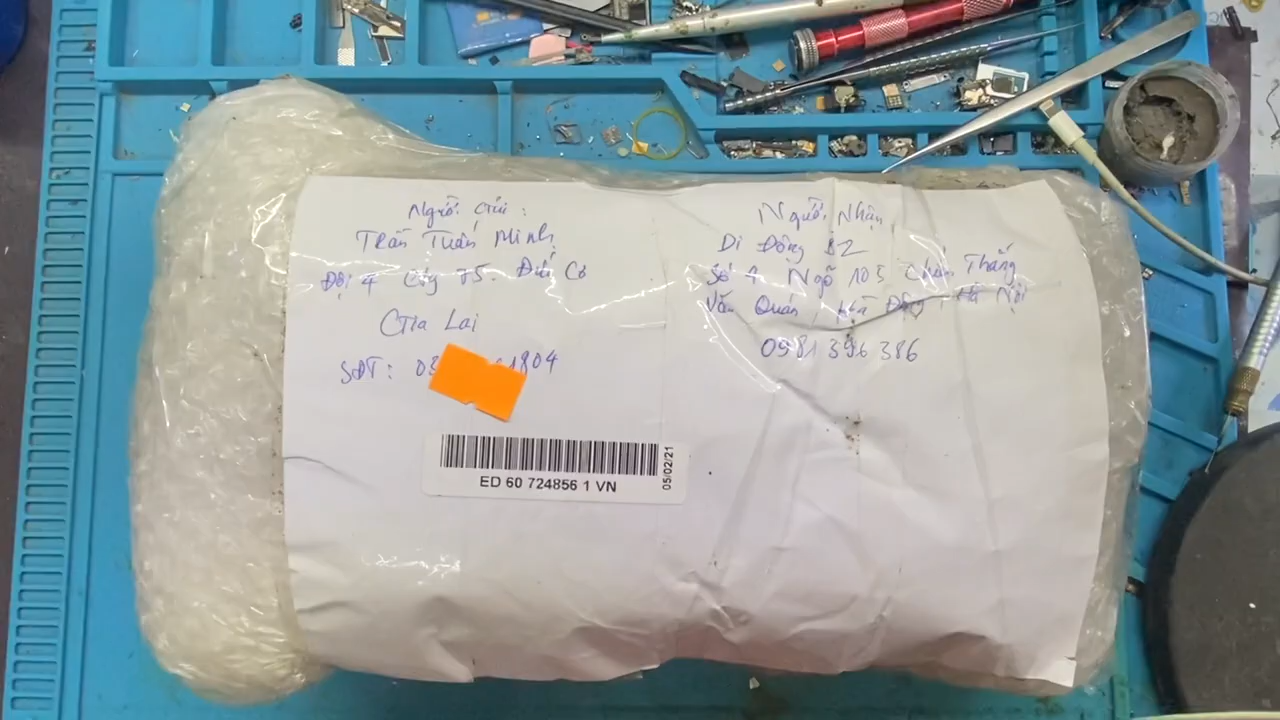 Người Gửi:
Trần Tuấn Minh
Đội 4 Cty 75. Đức Cơ
Gia Lai
SĐT: 03 1804
ED 60 724856 1 VN
05/02/21
Người Nhận
Di Động BZ
Số 4 Ngõ 105 Chiến Thắng
Văn Quán, Hà Đông, Hà Nội
0981 396 386